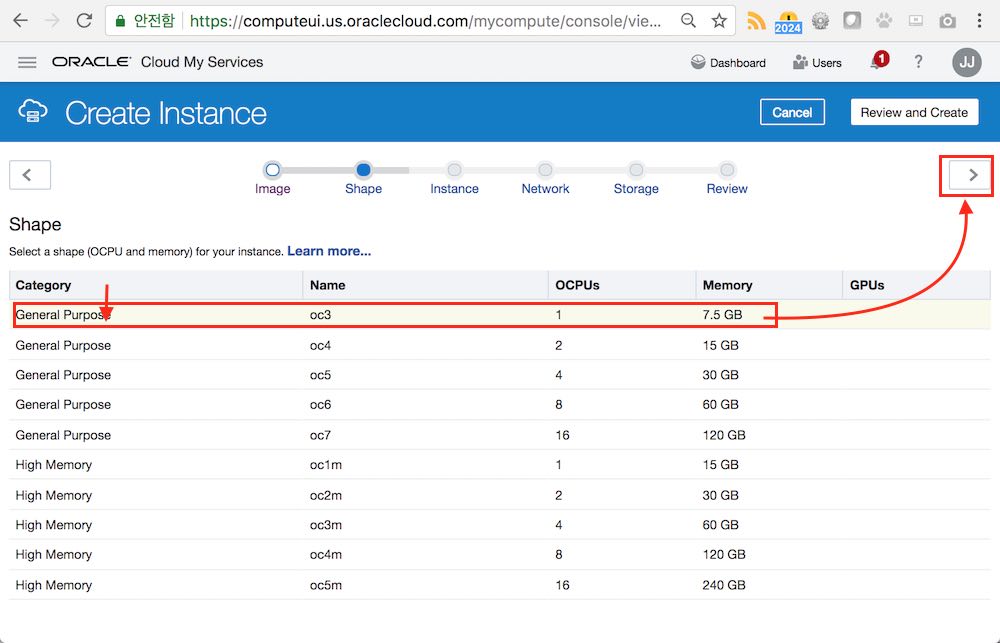 안전함 https://computeui.us.oraclecloud.com/mycompute/console/vie...
2024
ORACLE® Cloud My Services Dashboard Users 1 ? JJ
Create Instance Cancel Review and Create
Image Shape Instance Network Storage Review
Shape
Select a shape (OCPU and memory) for your instance. Learn more...
Category Name OCPUs Memory GPUs
General Purpose oc3 1 7.5 GB
General Purpose oc4 2 15 GB
General Purpose oc5 4 30 GB
General Purpose oc6 8 60 GB
General Purpose oc7 16 120 GB
High Memory oc1m 1 15 GB
High Memory oc2m 2 30 GB
High Memory oc3m 4 60 GB
High Memory oc4m 8 120 GB
High Memory oc5m 16 240 GB